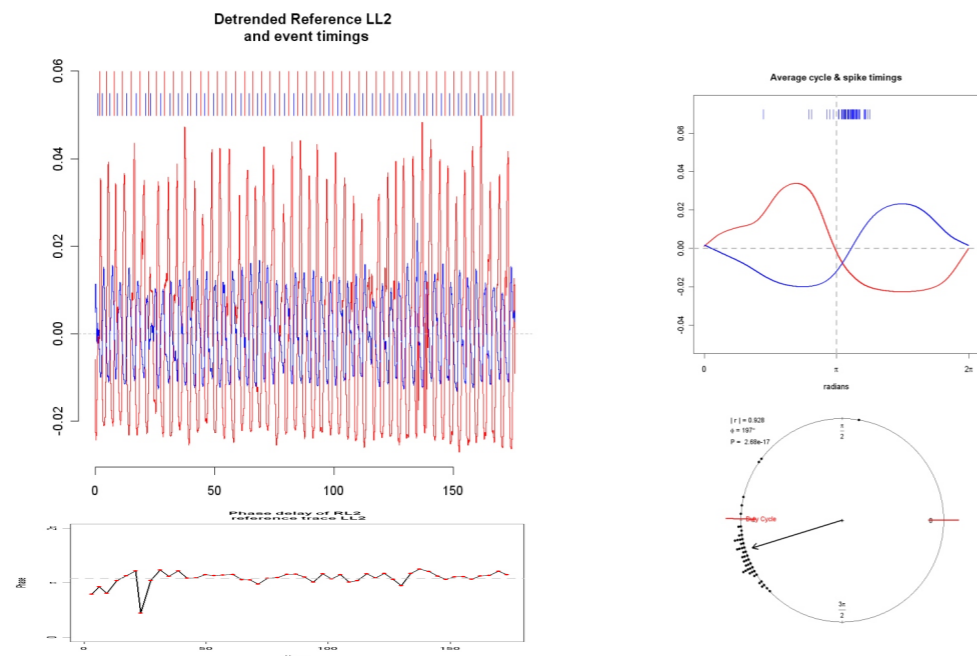 Detrended Reference LL2
and event timings
0.06
0.04
0.02
0.00
-0.02
0
50
100
150
Phase delay of RL2
reference trace LL2
Phase
0
50
100
150
Average cycle & spike timings
0.06
0.04
0.02
0.00
-0.02
-0.04
0
π
2π
radians
| r | = 0.928
P = 2.68e-17
π
2
Duty Cycle
0
3π
2